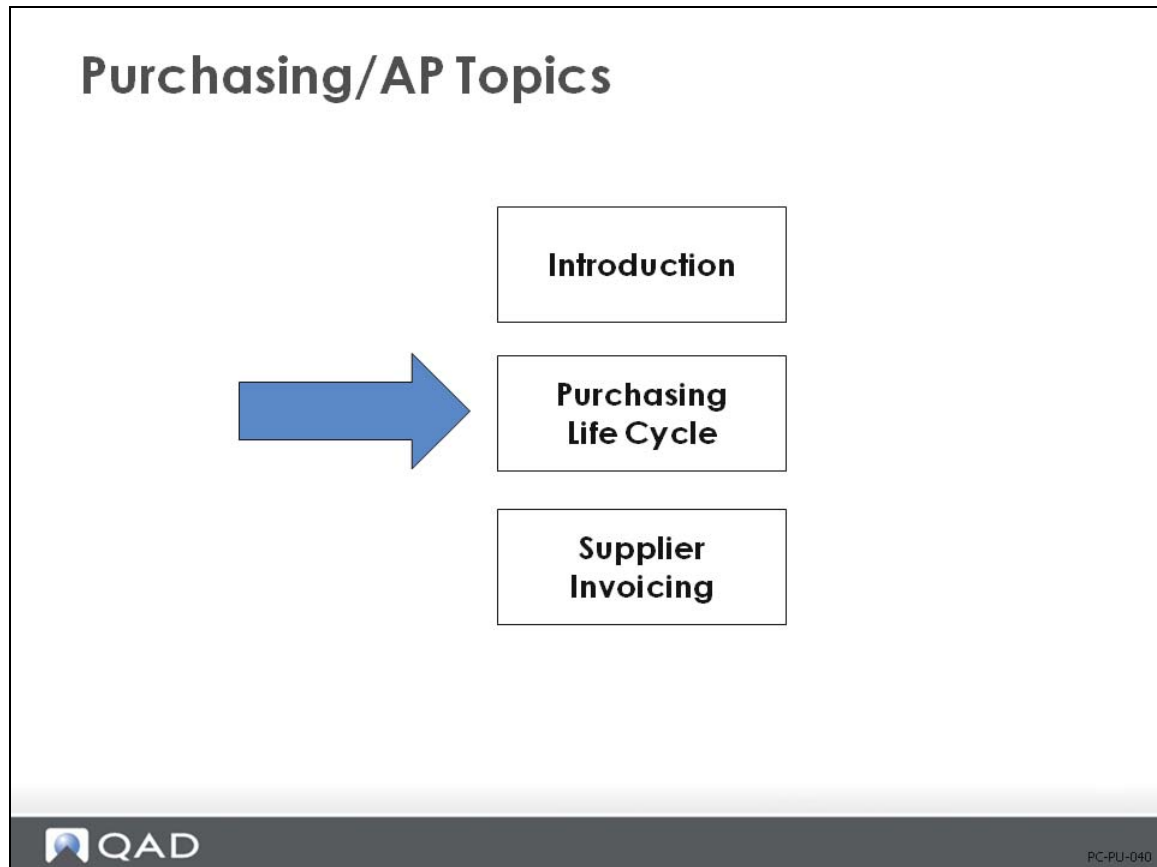 Purchasing/AP Topics
Introduction
Purchasing
Life Cycle
Supplier
Invoicing
QAD
PC-PU-040